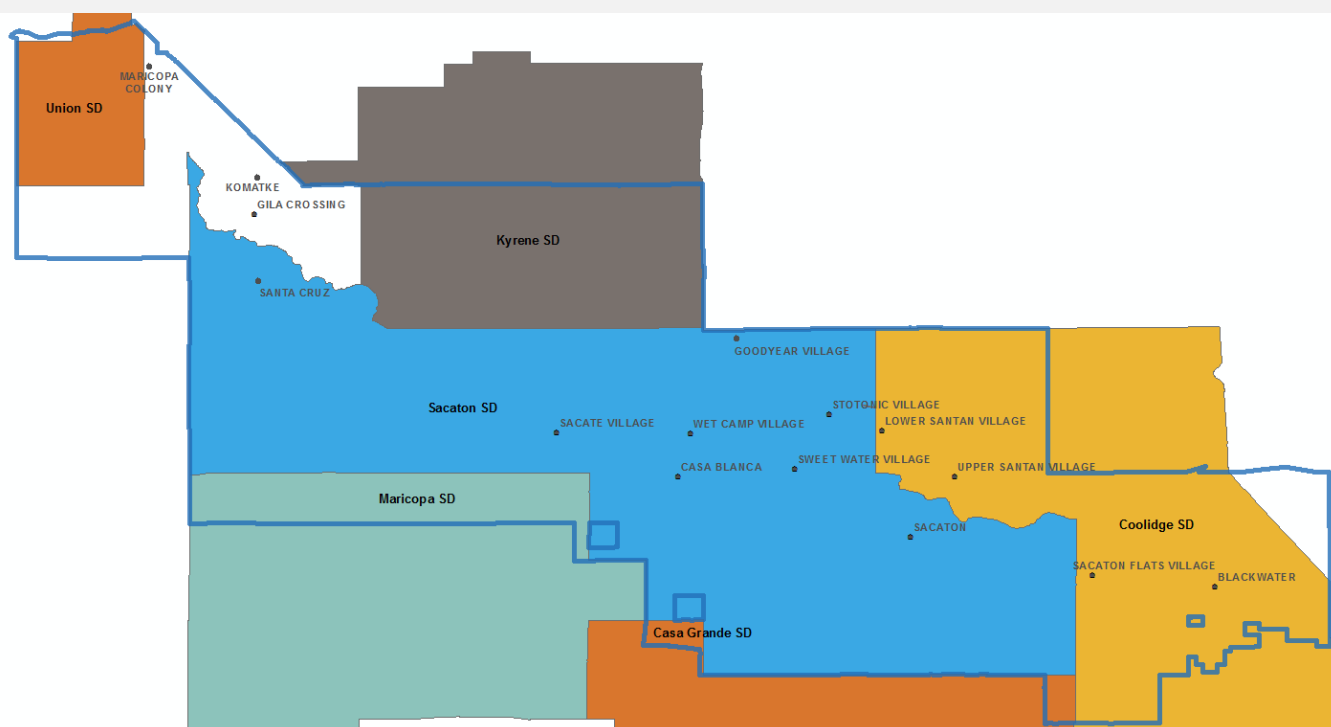 MARICOPA
COLONY
Union SD
KOMATKE
GILA CROSSING
Kyrene SD
SANTA CRUZ
GOODYEAR VILLAGE
Sacaton SD
STOTONIC VILLAGE
SACATE VILLAGE
WET CAMP VILLAGE
LOWER SANTAN VILLAGE
CASA BLANCA
SWEET WATER VILLAGE
UPPER SANTAN VILLAGE
Maricopa SD
SACATON
Coolidge SD
SACATON FLATS VILLAGE
BLACKWATER
Casa Grande SD